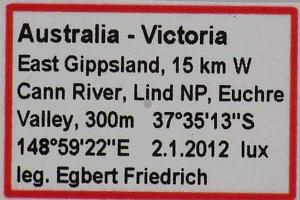 Australia - Victoria
East Gippsland, 15 km W
Cann River, Lind NP, Euchre
Valley, 300m 37°35'13''S
148°59'22''E 2.1.2012 lux
leg. Egbert Friedrich